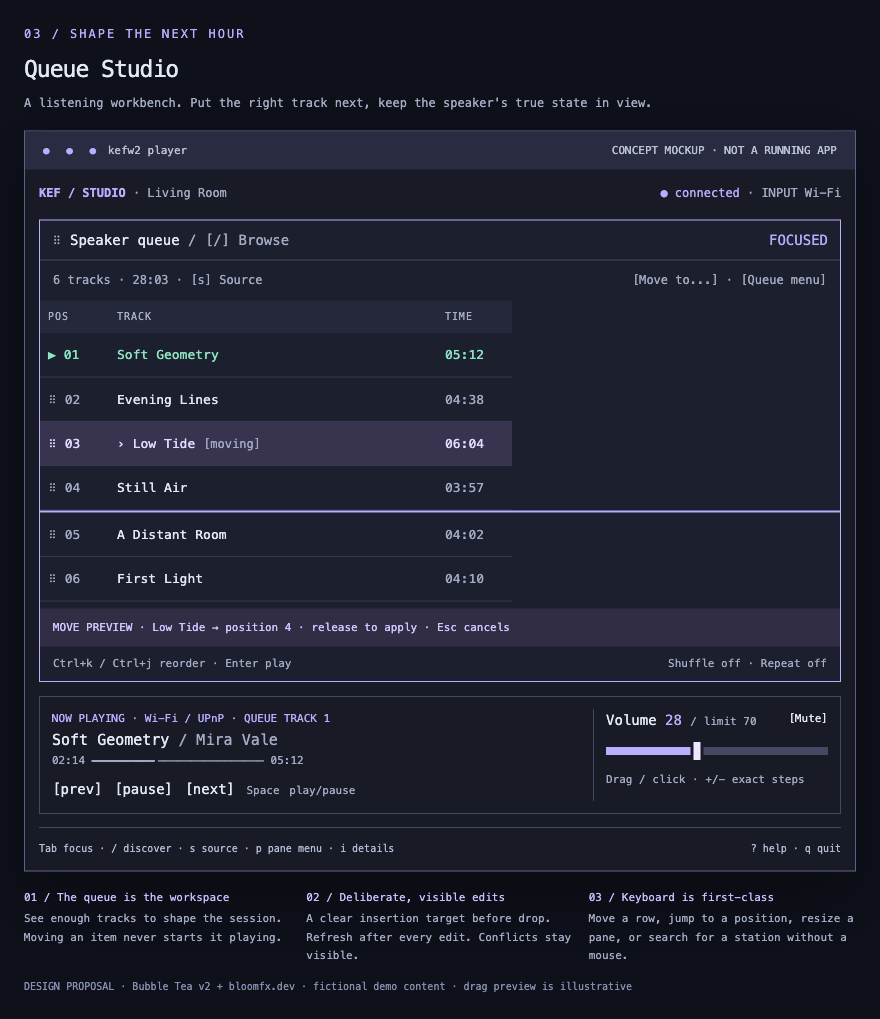 03 / SHAPE THE NEXT HOUR
Queue Studio
A listening workbench. Put the right track next, keep the speaker's true state in view.
● ● ● kefw2 player CONCEPT MOCKUP · NOT A RUNNING APP
KEF / STUDIO · Living Room ● connected · INPUT Wi-Fi
⠿ Speaker queue / [/] Browse FOCUSED
6 tracks · 28:03 · [s] Source [Move to...] · [Queue menu]
POS TRACK TIME
▶ 01 Soft Geometry 05:12
⠿ 02 Evening Lines 04:38
⠿ 03 › Low Tide [moving] 06:04
⠿ 04 Still Air 03:57
⠿ 05 A Distant Room 04:02
⠿ 06 First Light 04:10
MOVE PREVIEW · Low Tide → position 4 · release to apply · Esc cancels
Ctrl+k / Ctrl+j reorder · Enter play Shuffle off · Repeat off
NOW PLAYING · Wi-Fi / UPnP · QUEUE TRACK 1
Soft Geometry / Mira Vale
02:14 05:12
[prev] [pause] [next] Space play/pause
Volume 28 / limit 70 [Mute]
Drag / click · +/− exact steps
Tab focus · / discover · s source · p pane menu · i details ? help · q quit
01 / The queue is the workspace
See enough tracks to shape the session.
Moving an item never starts it playing.
02 / Deliberate, visible edits
A clear insertion target before drop.
Refresh after every edit. Conflicts stay
visible.
03 / Keyboard is first-class
Move a row, jump to a position, resize a
pane, or search for a station without a
mouse.
DESIGN PROPOSAL · Bubble Tea v2 + bloomfx.dev · fictional demo content · drag preview is illustrative